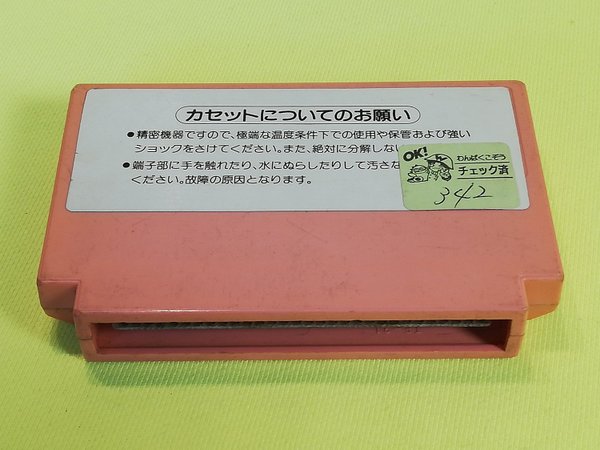 カセットについてのお願い
●精密機器ですので、極端な温度条件下での使用や保管および強い
ショックをさけてください。また、絶対に分解しな
●端子部に手を触れたり、水にぬらしたりして汚さな
ください。故障の原因となります。
OK!
わんぱくこぞう
チェック済
342